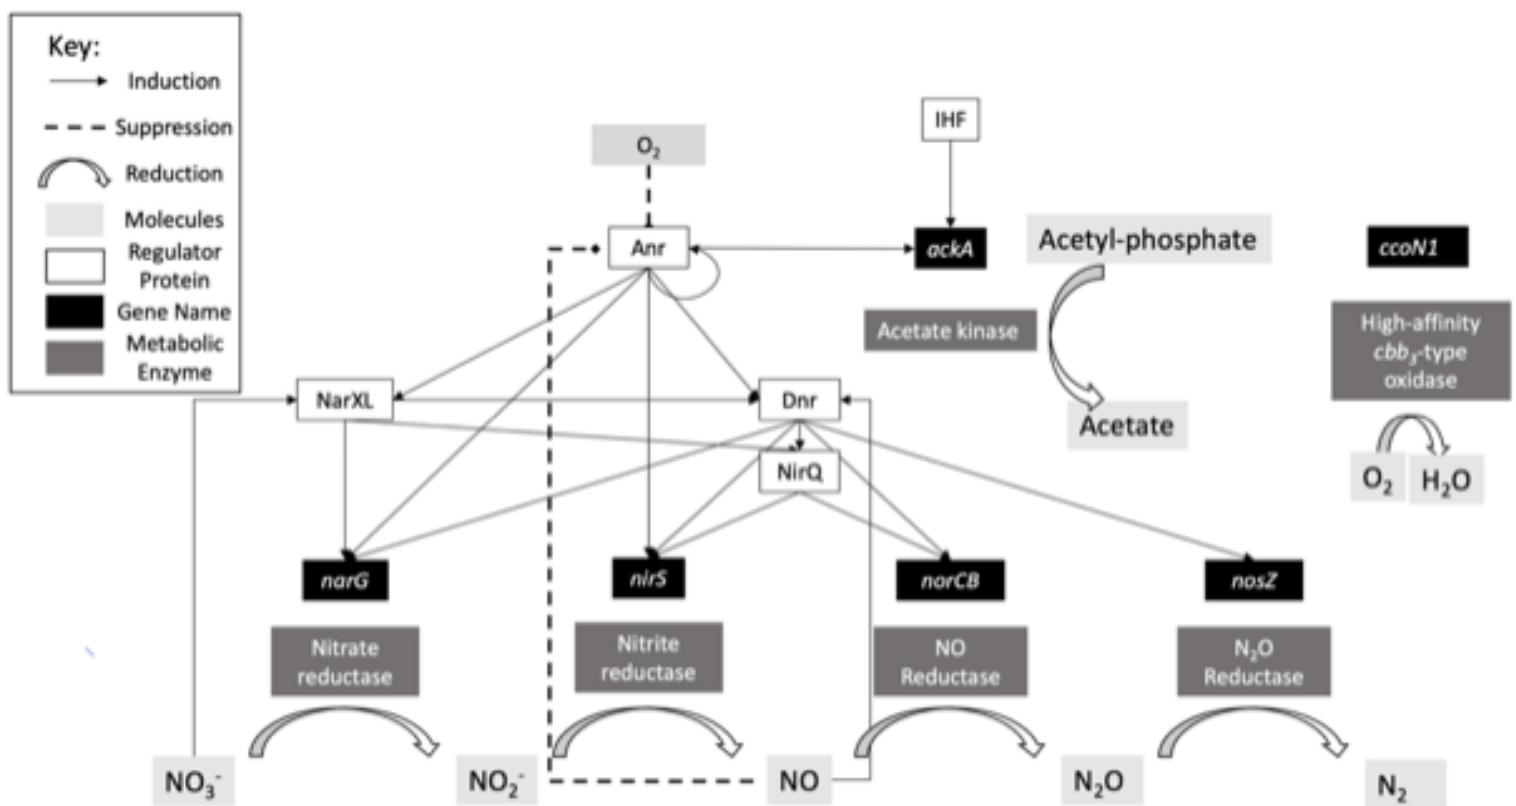 Key:
Induction
Suppression
Reduction
Molecules
Regulator
Protein
Gene Name
Metabolic
Enzyme
IHF
O₂
Anr
ackA
Acetyl-phosphate
ccoN1
Acetate kinase
High-affinity
cbb₃-type
oxidase
NarXL
Dnr
Acetate
NirQ
O₂
H₂O
narG
nirS
norCB
nosZ
Nitrate
reductase
Nitrite
reductase
NO
Reductase
N₂O
Reductase
NO₃⁻
NO₂⁻
NO
N₂O
N₂